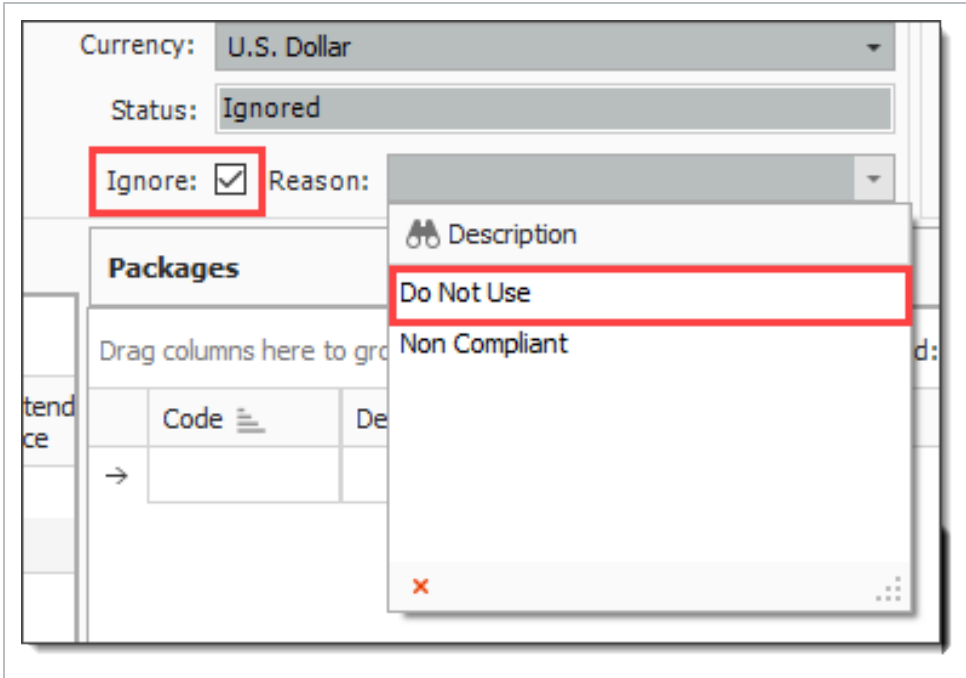 Currency: U.S. Dollar
Status: Ignored
Ignore: Reason:
Description
Packages
Do Not Use
Drag columns here to gro
Non Compliant
d:
tend
ce
Code
De